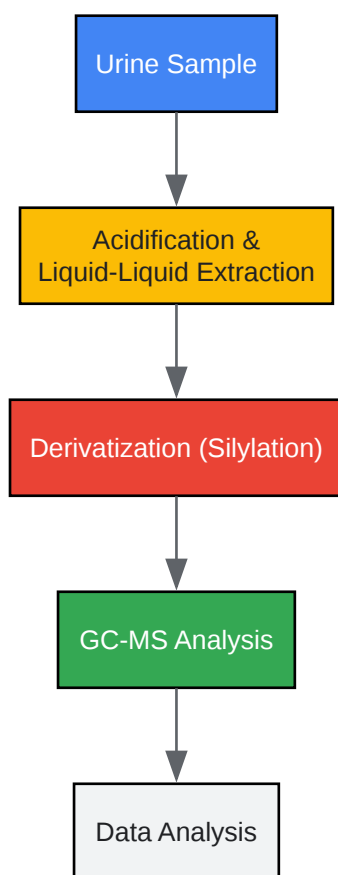 Urine Sample
Acidification &
Liquid-Liquid Extraction
Derivatization (Silylation)
GC-MS Analysis
Data Analysis